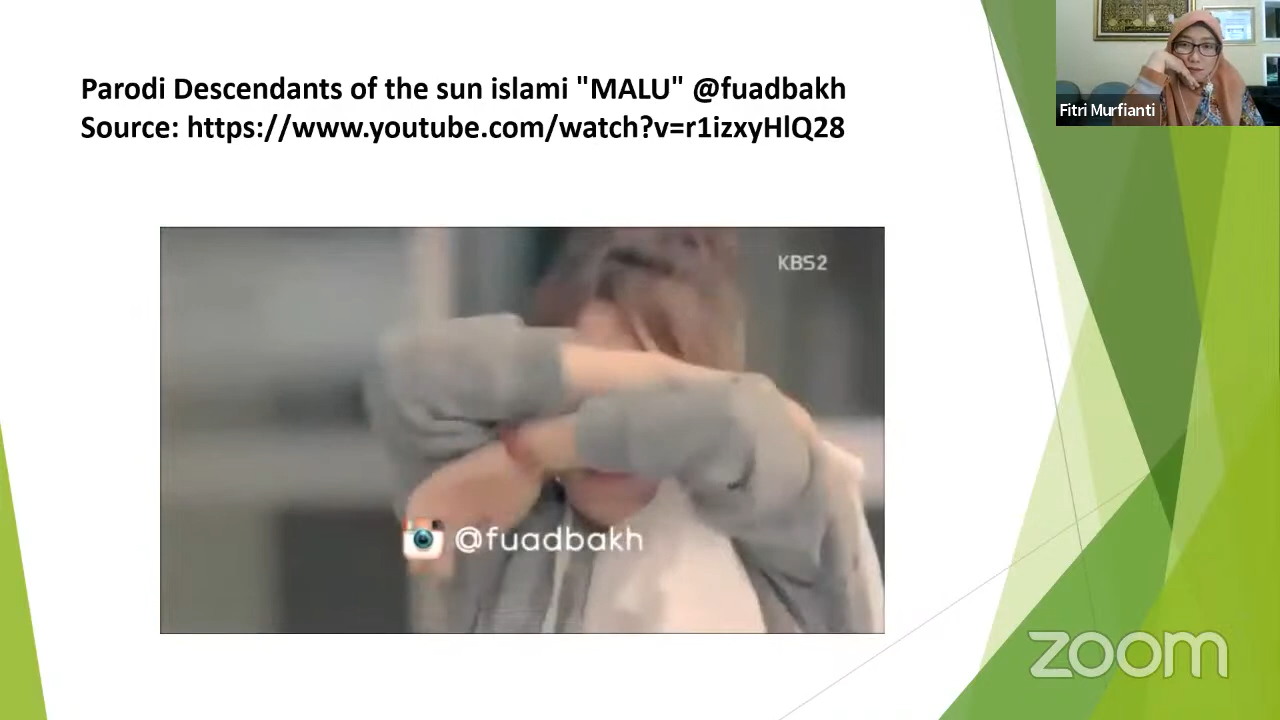 Parodi Descendants of the sun islami "MALU" @fuadbakh
Source: https://www.youtube.com/watch?v=r1izxyHlQ28
Fitri Murfianti
KBS2
@fuadbakh
zoom